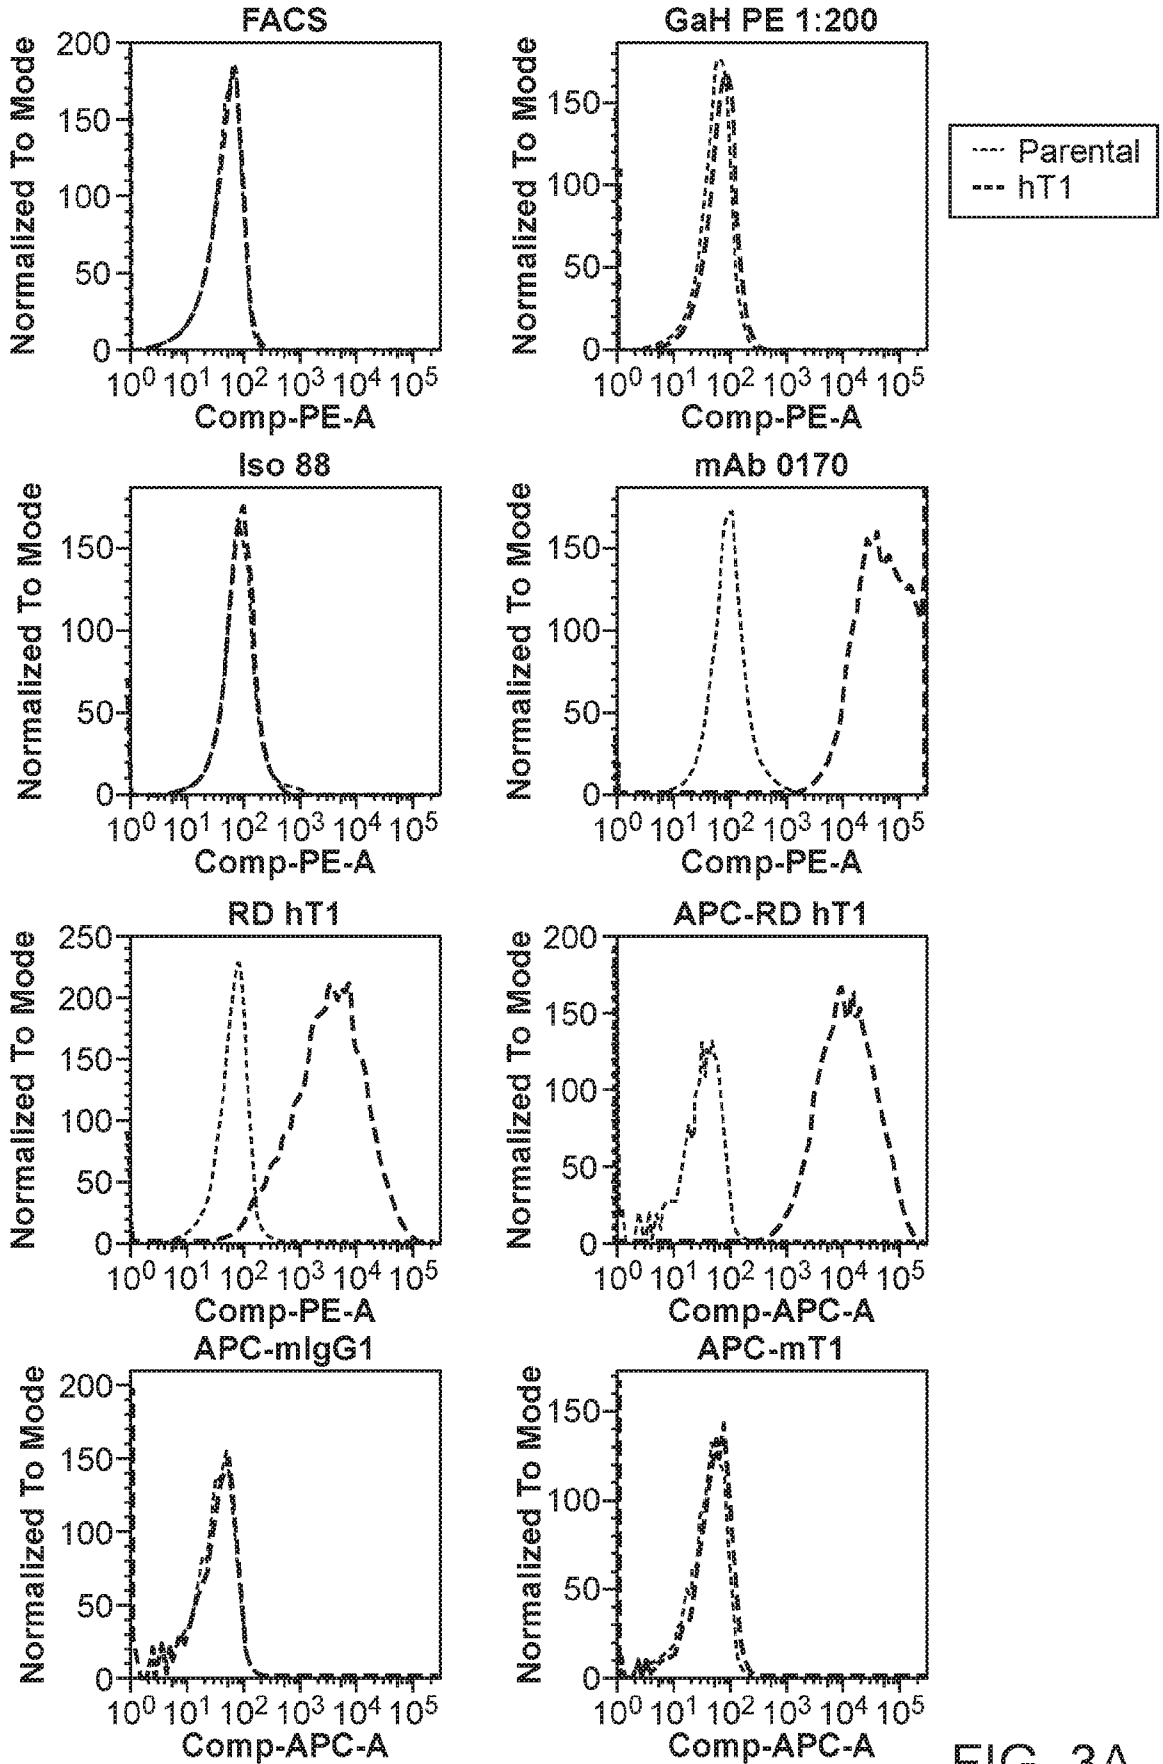 FACS
Normalized To Mode
200
150
100
50
0
10^0 10^1 10^2 10^3 10^4 10^5
Comp-PE-A
GaH PE 1:200
Normalized To Mode
150
100
50
0
10^0 10^1 10^2 10^3 10^4 10^5
Comp-PE-A
Parental
hT1
Iso 88
Normalized To Mode
150
100
50
0
10^0 10^1 10^2 10^3 10^4 10^5
Comp-PE-A
mAb 0170
Normalized To Mode
150
100
50
0
10^0 10^1 10^2 10^3 10^4 10^5
Comp-PE-A
RD hT1
Normalized To Mode
250
200
150
100
50
0
10^0 10^1 10^2 10^3 10^4 10^5
Comp-PE-A
APC-RD hT1
Normalized To Mode
200
150
100
50
0
10^0 10^1 10^2 10^3 10^4 10^5
Comp-APC-A
APC-mIgG1
Normalized To Mode
200
150
100
50
0
10^0 10^1 10^2 10^3 10^4 10^5
Comp-APC-A
APC-mT1
Normalized To Mode
150
100
50
0
10^0 10^1 10^2 10^3 10^4 10^5
Comp-APC-A
FIG. 3A